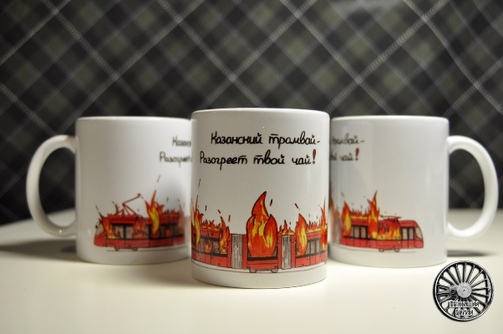 Казанский трамвай-
Разогреет твой чай!